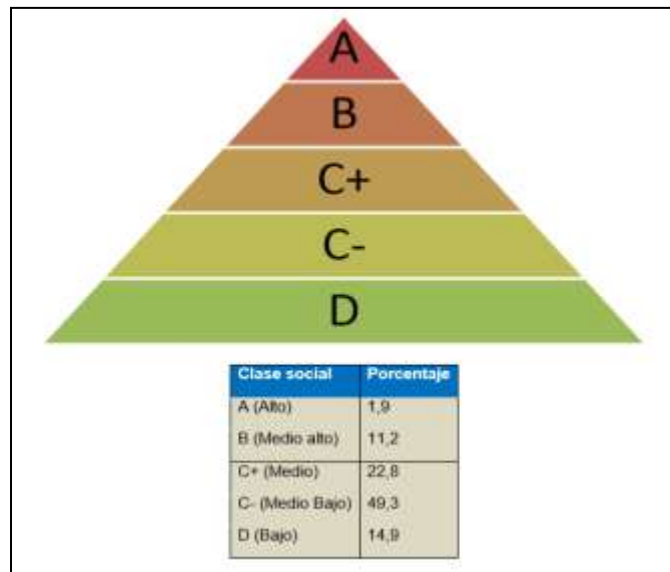 A
B
C+
C-
D
Clase social Porcentaje
A (Alto) 1,9
B (Medio alto) 11,2
C+ (Medio) 22,8
C- (Medio Bajo) 49,3
D (Bajo) 14,9